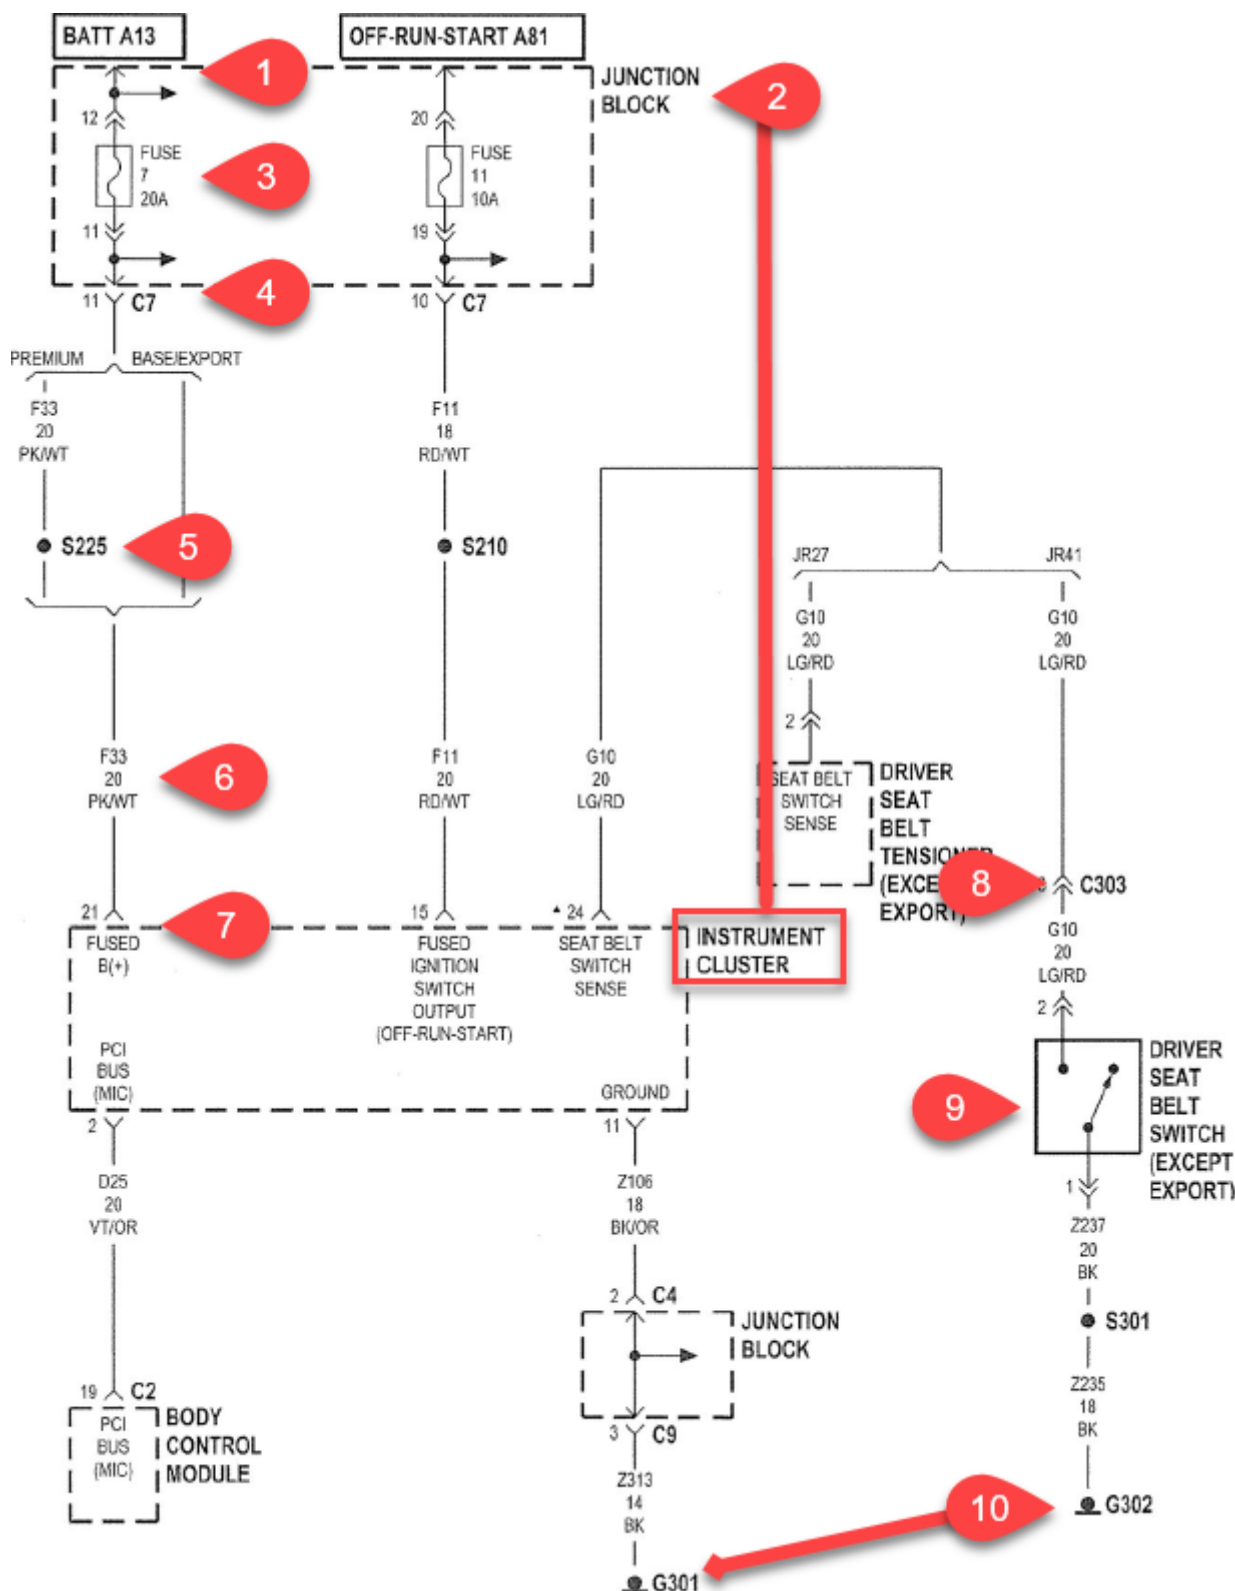 BATT A13
OFF-RUN-START A81
1
JUNCTION
BLOCK
2
12
20
FUSE
7
20A
3
FUSE
11
10A
11
19
4
11
C7
10
C7
PREMIUM
BASE/EXPORT
F33
20
PK/WT
F11
18
RD/WT
S225
5
S210
JR27
JR41
G10
20
LG/RD
G10
20
LG/RD
2
F33
20
PK/WT
6
F11
20
RD/WT
G10
20
LG/RD
SEAT BELT
SWITCH
SENSE
DRIVER
SEAT
BELT
TENSIONER
(EXCE
EXPORT)
8
C303
21
7
15
24
FUSED
B(+)
FUSED
IGNITION
SWITCH
OUTPUT
(OFF-RUN-START)
SEAT BELT
SWITCH
SENSE
INSTRUMENT
CLUSTER
G10
20
LG/RD
2
PCI
BUS
(MIC)
GROUND
9
DRIVER
SEAT
BELT
SWITCH
(EXCEPT
EXPORT)
2
11
1
D25
20
VT/OR
Z106
18
BK/OR
Z237
20
BK
2
C4
JUNCTION
BLOCK
S301
19
C2
PCI
BUS
(MIC)
BODY
CONTROL
MODULE
3
C9
Z235
18
BK
Z313
14
BK
10
G302
G301